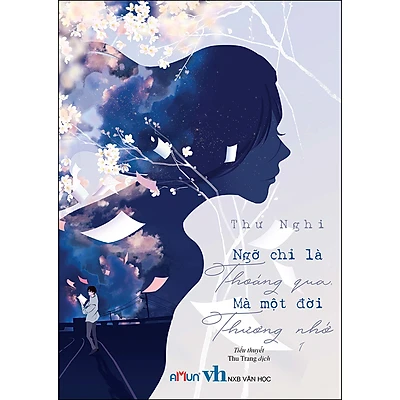 Thư Nghi
Ngỡ chỉ là
Thoáng qua,
Mà một đời
Thương nhớ
1
Tiểu thuyết
Thu Trang dịch
AMUN vh NXB VĂN HỌC